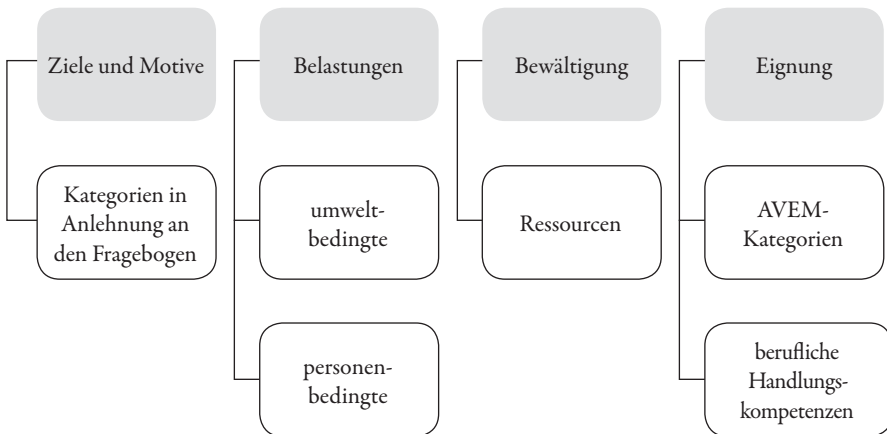 Ziele und Motive
Belastungen
Bewältigung
Eignung
Kategorien in
Anlehnung an
den Fragebogen
umwelt-
bedingte
Ressourcen
AVEM-
Kategorien
personen-
bedingte
berufliche
Handlungs-
kompetenzen